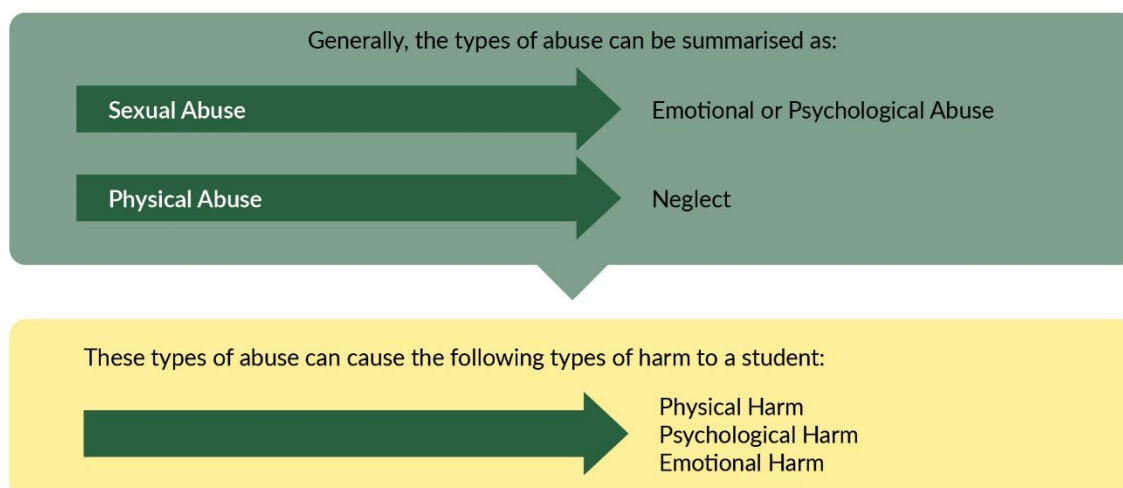 Generally, the types of abuse can be summarised as:
Sexual Abuse
Emotional or Psychological Abuse
Physical Abuse
Neglect
These types of abuse can cause the following types of harm to a student:
Physical Harm
Psychological Harm
Emotional Harm